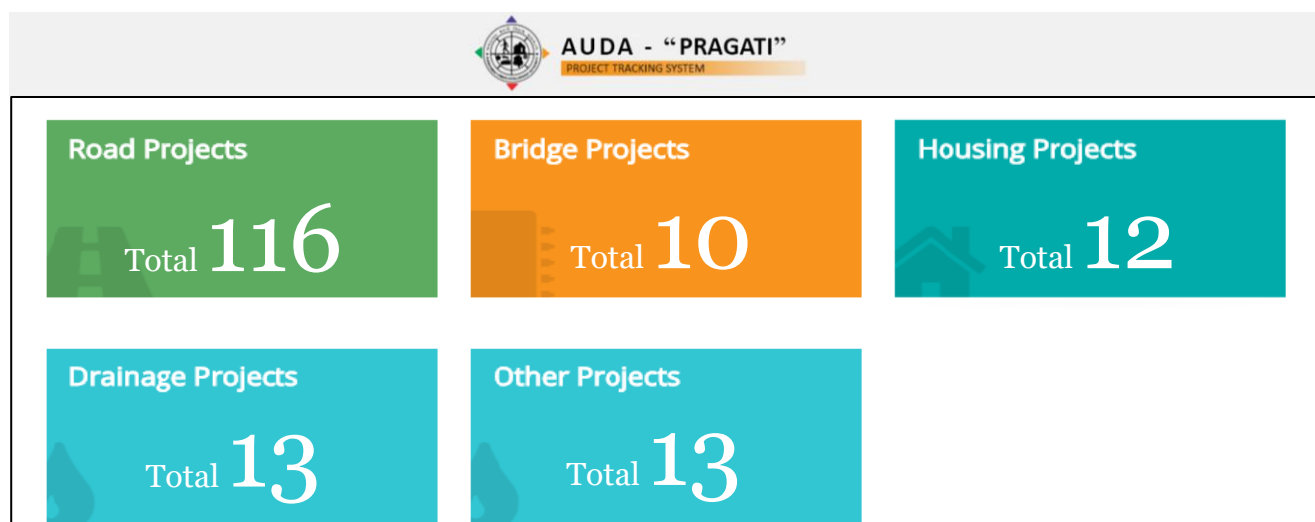 AUDA - “PRAGATI”
PROJECT TRACKING SYSTEM
Road Projects
Total 116
Bridge Projects
Total 10
Housing Projects
Total 12
Drainage Projects
Total 13
Other Projects
Total 13